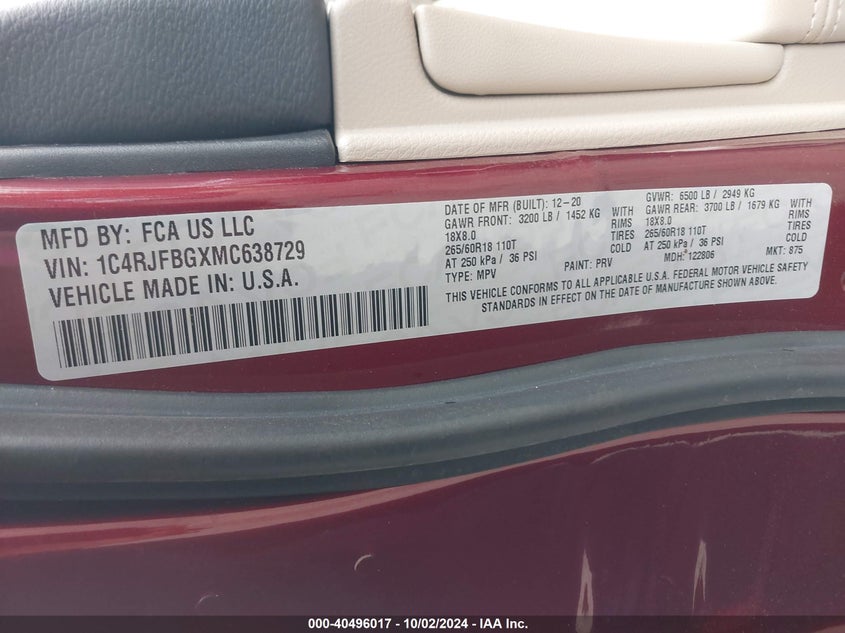 MFD BY: FCA US LLC
VIN: 1C4RJFBGXMC638729
VEHICLE MADE IN: U.S.A.
DATE OF MFR (BUILT): 12-20 GVWR: 6500 LB / 2949 KG
GAWR FRONT: 3200 LB / 1452 KG WITH GAWR REAR: 3700 LB / 1679 KG WITH
18X8.0 RIMS 18X8.0 RIMS
265/60R18 110T TIRES 265/60R18 110T TIRES
AT 250 kPa / 36 PSI COLD AT 250 kPa / 36 PSI COLD
TYPE: MPV PAINT: PRV MDH: 122806 MKT: 875
THIS VEHICLE CONFORMS TO ALL APPLICABLE U.S.A. FEDERAL MOTOR VEHICLE SAFETY
STANDARDS IN EFFECT ON THE DATE OF MANUFACTURE SHOWN ABOVE.
000-40496017 - 10/02/2024 - IAA Inc.